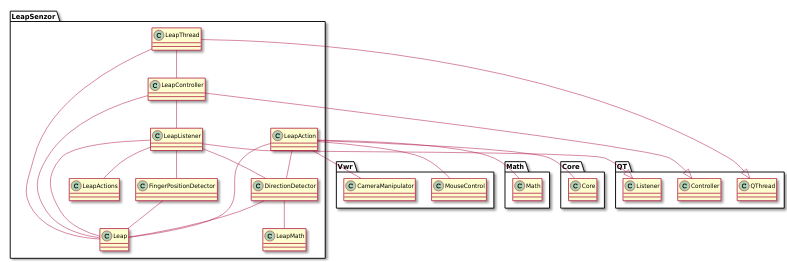 LeapSenzor
C LeapThread
C LeapController
C LeapListener
C LeapAction
Vwr
Math
Core
QT
C LeapActions
C FingerPositionDetector
C DirectionDetector
C CameraManipulator
C MouseControl
C Math
C Core
C Listener
C Controller
C QThread
C Leap
C LeapMath